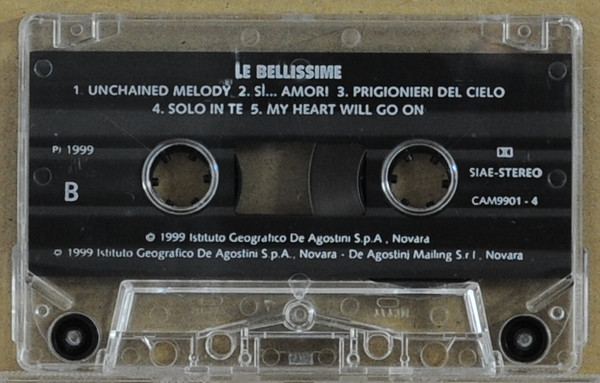 LE BELLISSIME
1. UNCHAINED MELODY 2. SÌ... AMORI 3. PRIGIONIERI DEL CIELO
4. SOLO IN TE 5. MY HEART WILL GO ON
P) 1999
SIAE-STEREO
B
CAM9901 - 4
© 1999 Istituto Geografico De Agostini S.p.A., Novara
© 1999 Istituto Geografico De Agostini S.p.A., Novara - De Agostini Mailing S.r.l., Novara